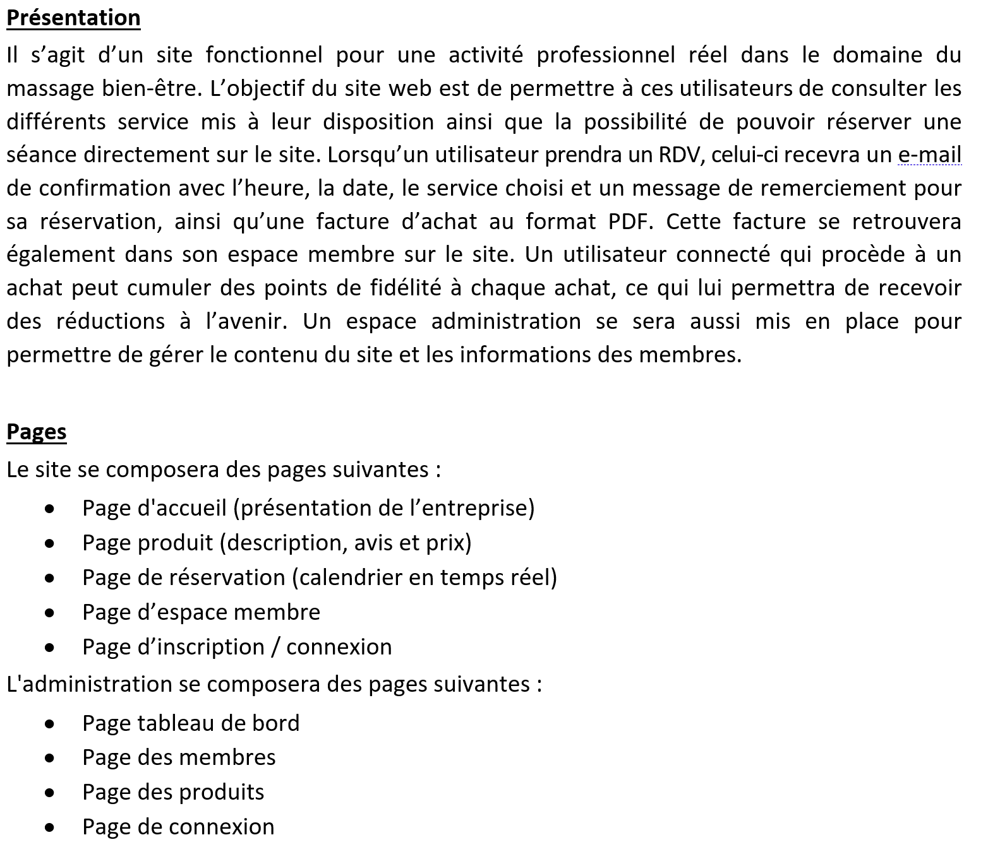 Présentation
Il s’agit d’un site fonctionnel pour une activité professionnel réel dans le domaine du
massage bien-être. L’objectif du site web est de permettre à ces utilisateurs de consulter les
différents service mis à leur disposition ainsi que la possibilité de pouvoir réserver une
séance directement sur le site. Lorsqu’un utilisateur prendra un RDV, celui-ci recevra un e-mail
de confirmation avec l’heure, la date, le service choisi et un message de remerciement pour
sa réservation, ainsi qu’une facture d’achat au format PDF. Cette facture se retrouvera
également dans son espace membre sur le site. Un utilisateur connecté qui procède à un
achat peut cumuler des points de fidélité à chaque achat, ce qui lui permettra de recevoir
des réductions à l’avenir. Un espace administration se sera aussi mis en place pour
permettre de gérer le contenu du site et les informations des membres.
Pages
Le site se composera des pages suivantes :
• Page d'accueil (présentation de l’entreprise)
• Page produit (description, avis et prix)
• Page de réservation (calendrier en temps réel)
• Page d’espace membre
• Page d’inscription / connexion
L'administration se composera des pages suivantes :
• Page tableau de bord
• Page des membres
• Page des produits
• Page de connexion